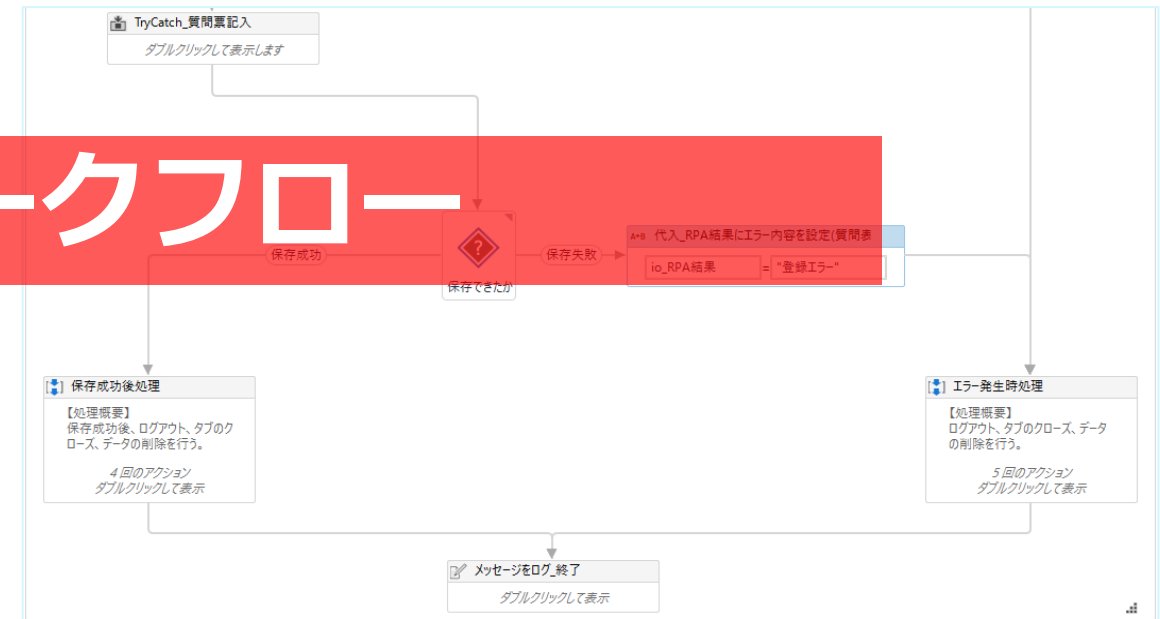 TryCatch_質問票記入
ダブルクリックして表示します
ークフロー
保存成功
保存できたか
保存失敗
A+B 代入_RPA結果にエラー内容を設定(質問表
io_RPA結果 = "登録エラー"
保存成功後処理
【処理概要】
保存成功後、ログアウト、タブのク
ローズ、データの削除を行う。
4 回のアクション
ダブルクリックして表示
エラー発生時処理
【処理概要】
ログアウト、タブのクローズ、データ
の削除を行う。
5 回のアクション
ダブルクリックして表示
メッセージをログ_終了
ダブルクリックして表示